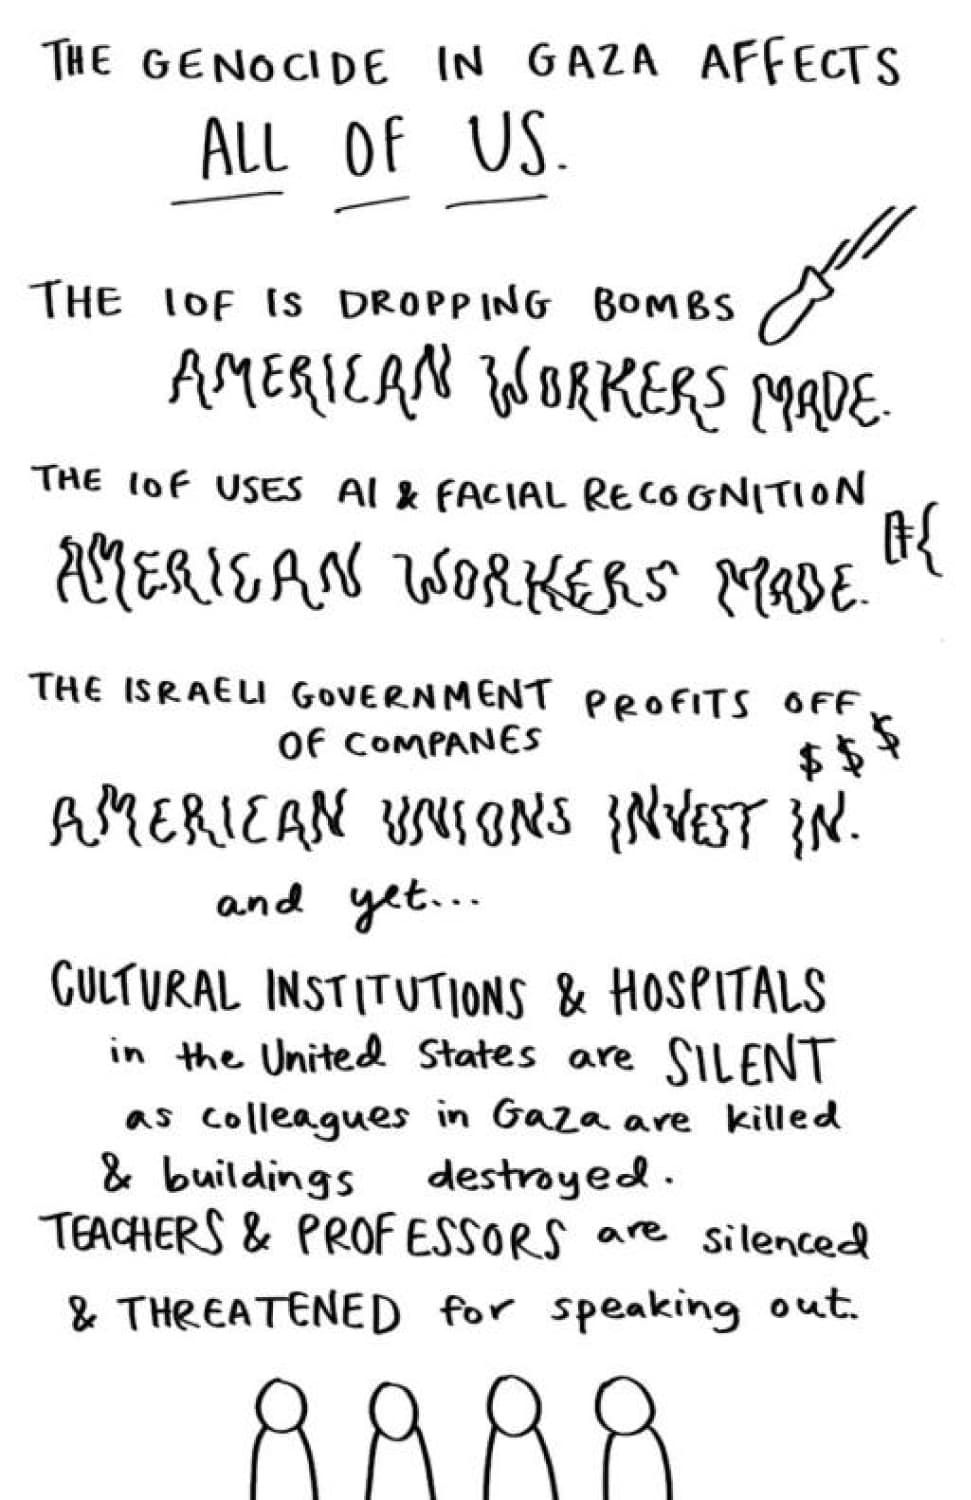 THE GENOCIDE IN GAZA AFFECTS
ALL OF US.
THE IOF IS DROPPING BOMBS
AMERICAN WORKERS MADE.
THE IOF USES AI & FACIAL RECOGNITION
AMERICAN WORKERS MADE.
THE ISRAELI GOVERNMENT PROFITS OFF
OF COMPANES
$ $ $
AMERICAN UNIONS INVEST IN.
and yet...
CULTURAL INSTITUTIONS & HOSPITALS
in the United States are SILENT
as colleagues in Gaza are killed
& buildings destroyed.
TEACHERS & PROFESSORS are silenced
& THREATENED for speaking out.